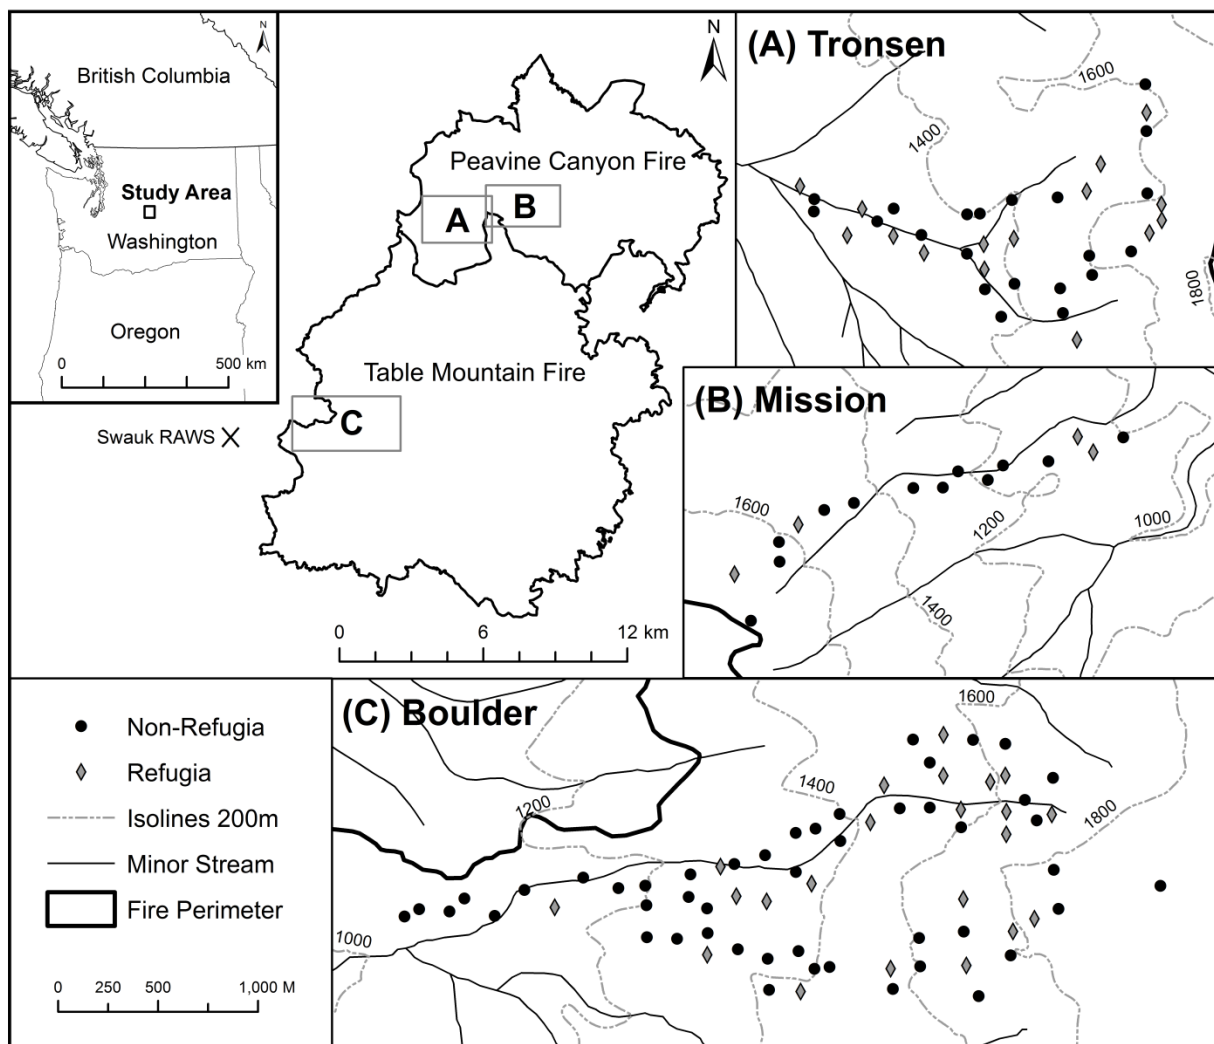 British Columbia
N
Study Area
Washington
Oregon
0 500 km
N
Peavine Canyon Fire
A
B
Table Mountain Fire
C
Swauk RAWS
0 6 12 km
(A) Tronsen
1600
1400
1800
(B) Mission
1600
1200
1000
1400
Non-Refugia
Refugia
Isolines 200m
Minor Stream
Fire Perimeter
0 250 500 1,000 M
(C) Boulder
1600
1400
1200
1800
1000